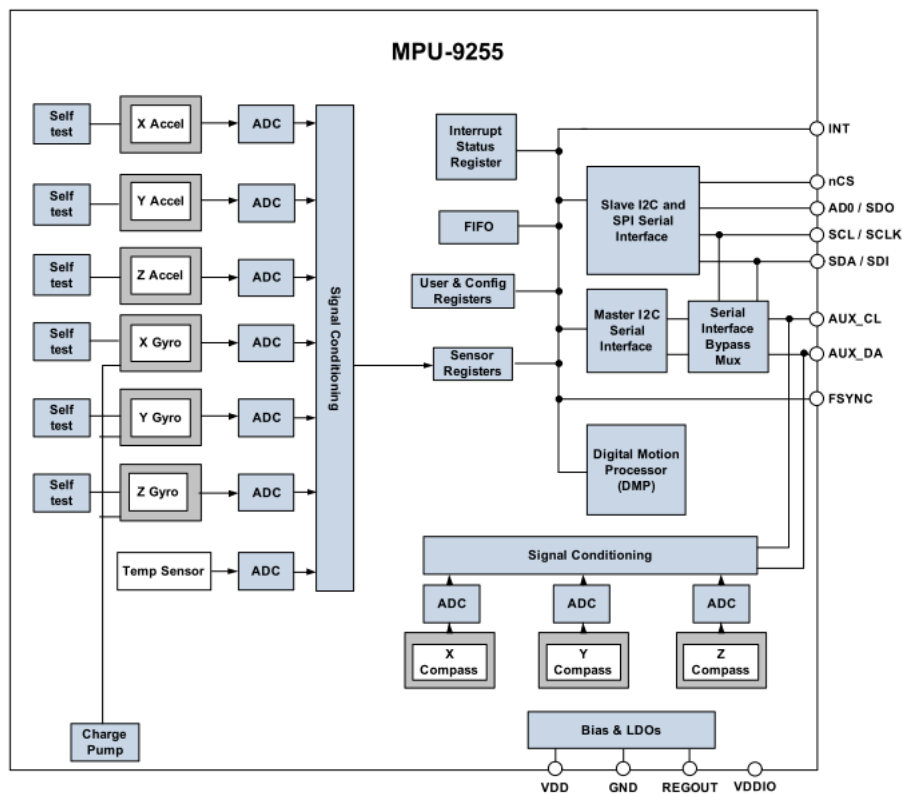 MPU-9255
Self
test
X Accel
ADC
Self
test
Y Accel
ADC
Self
test
Z Accel
ADC
Self
test
X Gyro
ADC
Self
test
Y Gyro
ADC
Self
test
Z Gyro
ADC
Temp Sensor
ADC
Signal Conditioning
Charge
Pump
Interrupt
Status
Register
FIFO
User & Config
Registers
Sensor
Registers
Slave I2C and
SPI Serial
Interface
Master I2C
Serial
Interface
Serial
Interface
Bypass
Mux
Digital Motion
Processor
(DMP)
INT
nCS
AD0 / SDO
SCL / SCLK
SDA / SDI
AUX_CL
AUX_DA
FSYNC
Signal Conditioning
ADC
ADC
ADC
X
Compass
Y
Compass
Z
Compass
Bias & LDOs
VDD
GND
REGOUT
VDDIO